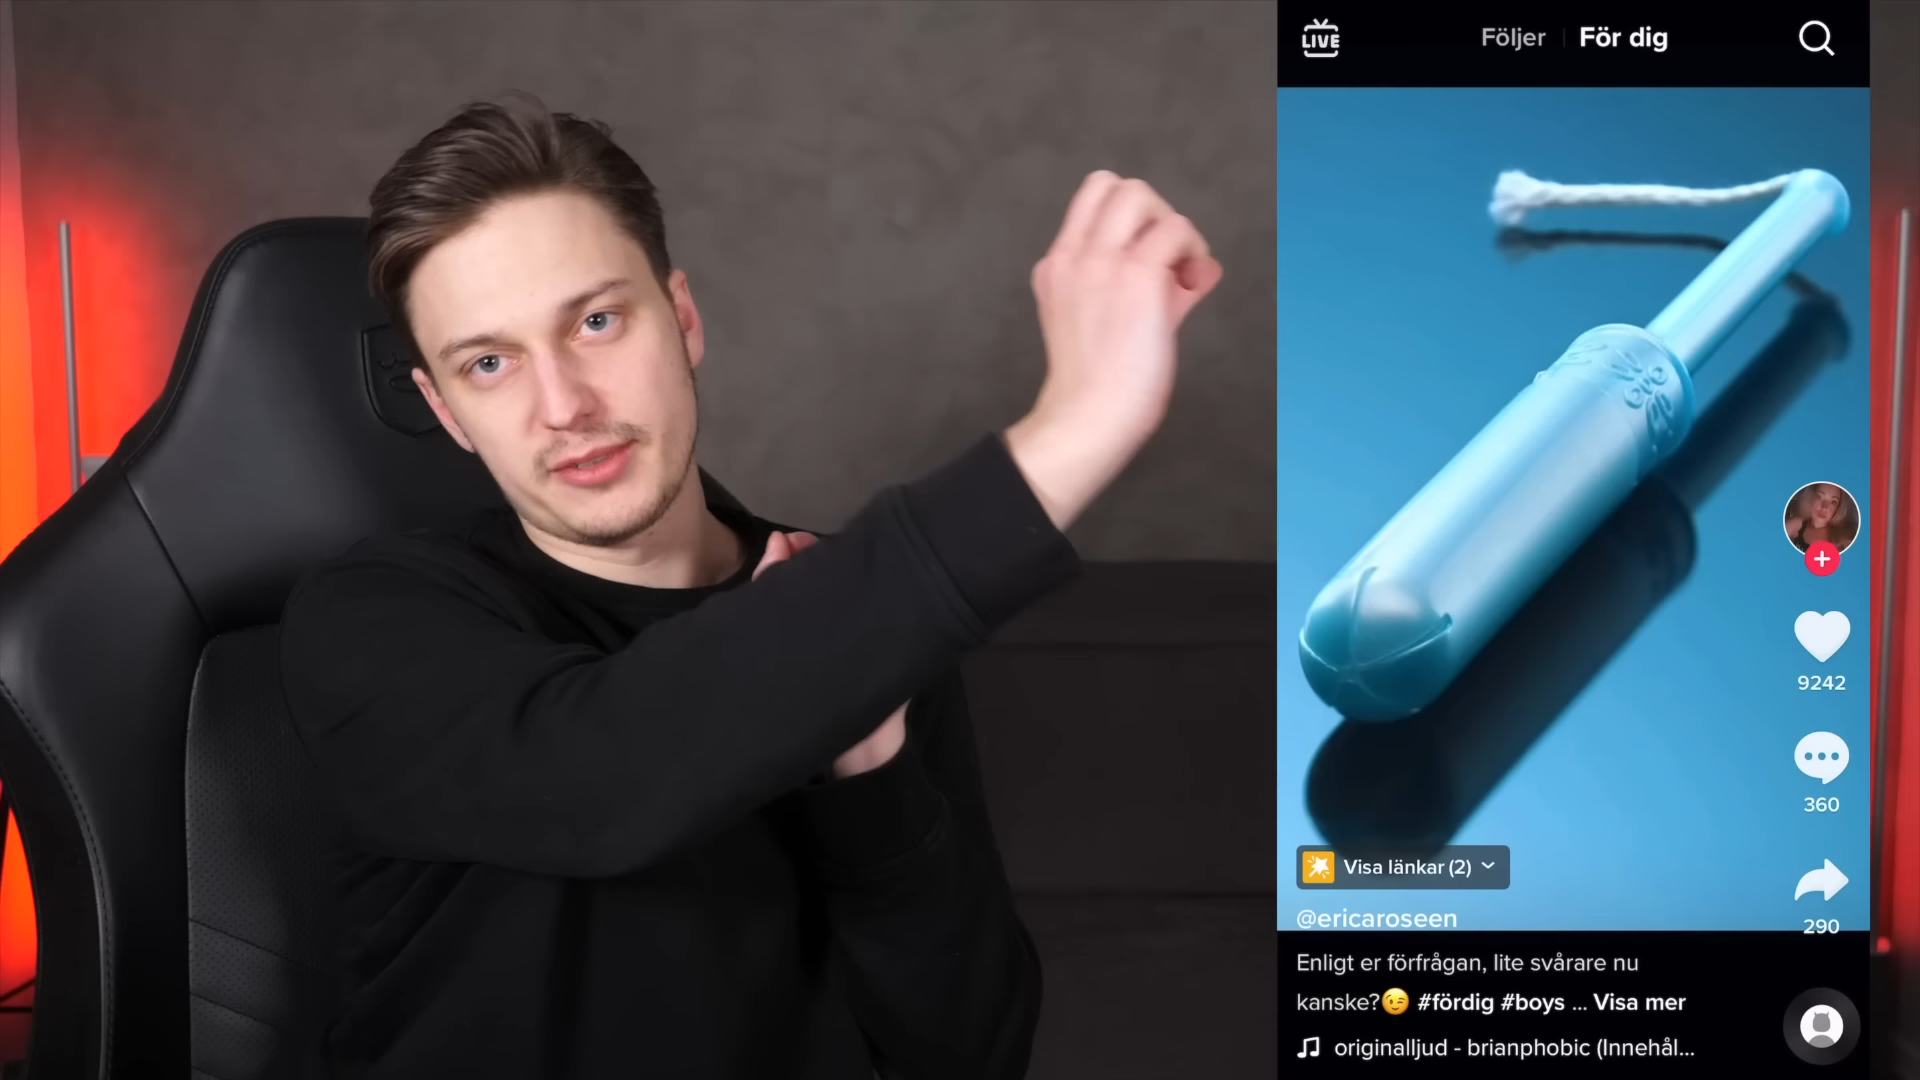 LIVE
Följer För dig
9242
360
Visa länkar (2)
@ericaroseen
290
Enligt er förfrågan, lite svårare nu
kanske?😉 #fördig #boys ... Visa mer
originalljud - brianphobic (Innehål...